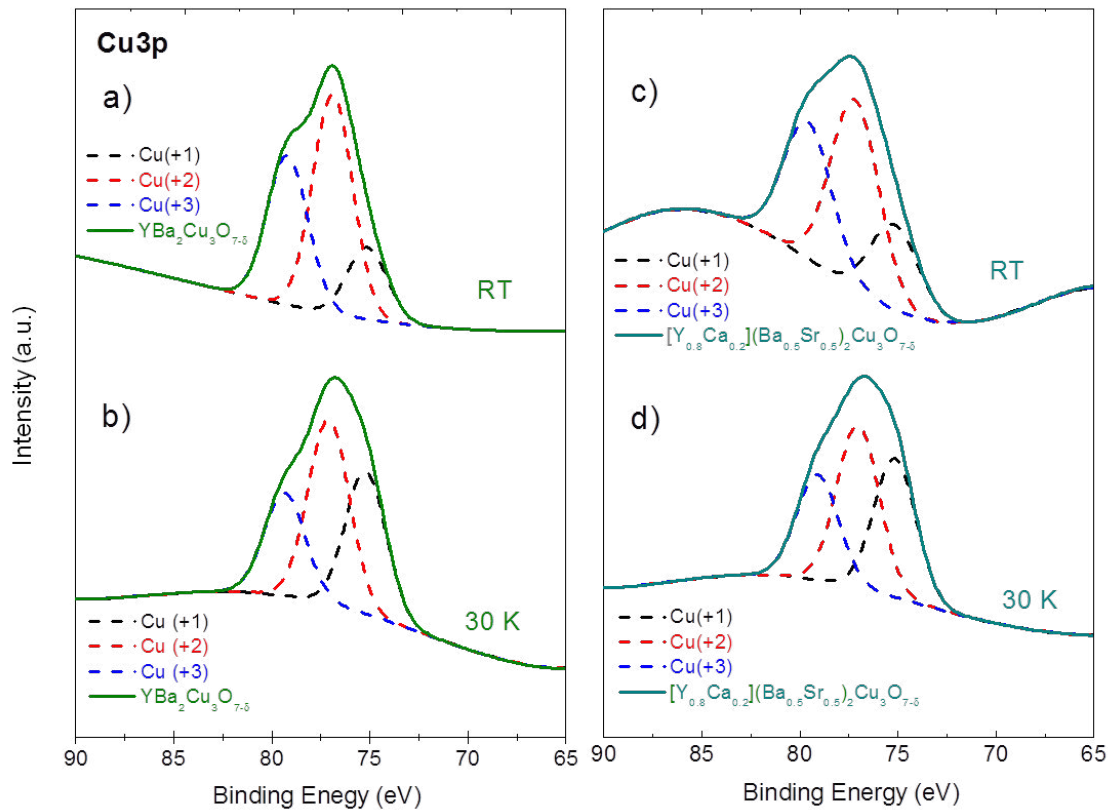 Cu3p
a)
Cu(+1)
Cu(+2)
Cu(+3)
YBa₂Cu₃O₇₋δ
RT
b)
30 K
Cu (+1)
Cu (+2)
Cu (+3)
YBa₂Cu₃O₇₋δ
c)
Cu(+1)
Cu(+2)
Cu(+3)
RT
[Y₀.₈Ca₀.₂](Ba₀.₅Sr₀.₅)₂Cu₃O₇₋δ
d)
30 K
Cu(+1)
Cu(+2)
Cu(+3)
[Y₀.₈Ca₀.₂](Ba₀.₅Sr₀.₅)₂Cu₃O₇₋δ
Intensity (a.u.)
90 85 80 75 70 65
Binding Enegy (eV)
90 85 80 75 70 65
Binding Energy (eV)